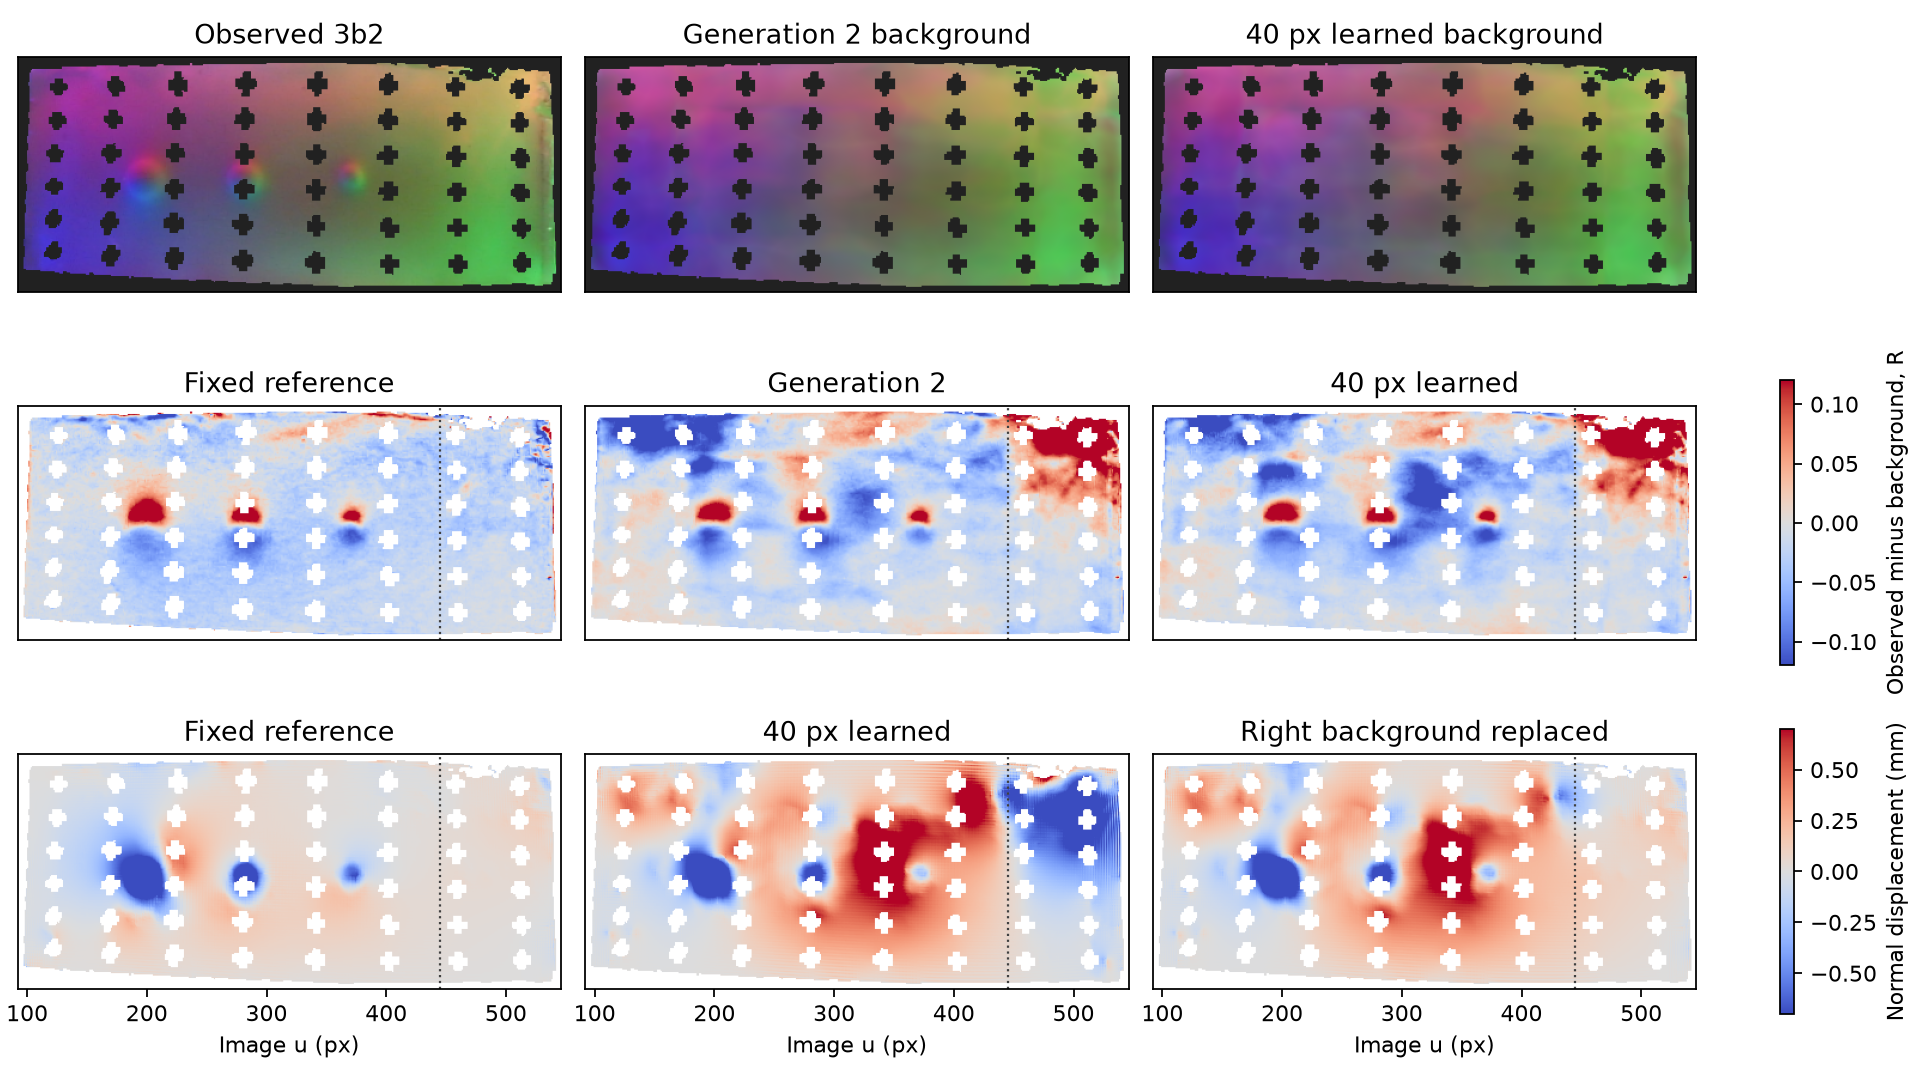 Observed 3b2
Generation 2 background
40 px learned background
Fixed reference
Generation 2
40 px learned
0.10
0.05
0.00
−0.05
−0.10
Observed minus background, R
Fixed reference
40 px learned
Right background replaced
0.50
0.25
0.00
−0.25
−0.50
Normal displacement (mm)
100 200 300 400 500
100 200 300 400 500
100 200 300 400 500
Image u (px)
Image u (px)
Image u (px)